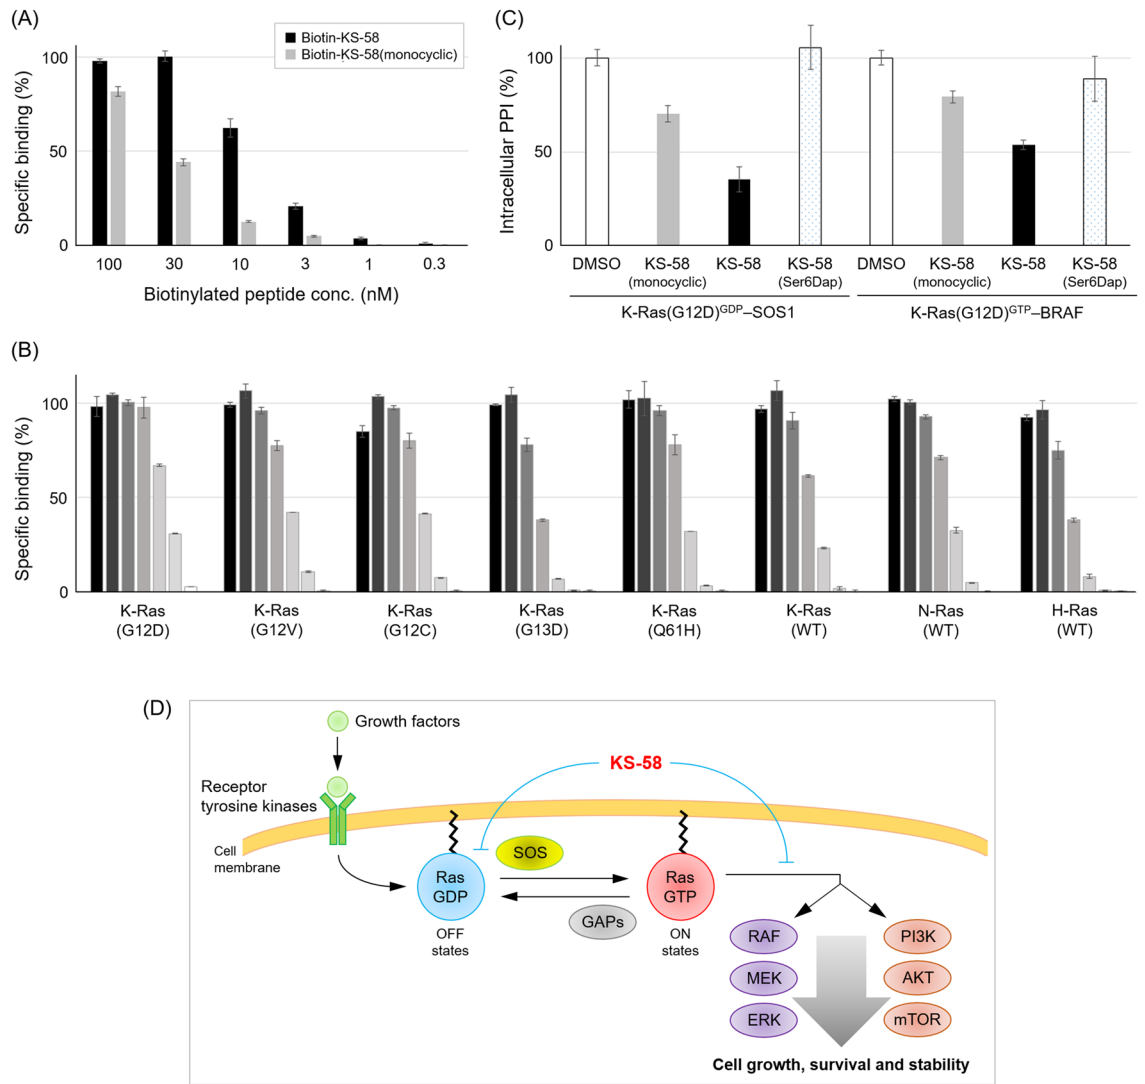 (A)
Biotin-KS-58
Biotin-KS-58(monocyclic)
Specific binding (%)
100
50
0
100 30 10 3 1 0.3
Biotinylated peptide conc. (nM)
(C)
Intracellular PPI (%)
100
50
0
DMSO KS-58 KS-58 KS-58 DMSO KS-58 KS-58 KS-58
(monocyclic) (Ser6Dap) (monocyclic) (Ser6Dap)
K-Ras(G12D)ᴳᴰᴾ–SOS1 K-Ras(G12D)ᴳᵀᴾ–BRAF
(B)
Specific binding (%)
100
50
0
K-Ras K-Ras K-Ras K-Ras K-Ras K-Ras N-Ras H-Ras
(G12D) (G12V) (G12C) (G13D) (Q61H) (WT) (WT) (WT)
(D)
Growth factors
KS-58
Receptor
tyrosine kinases
Cell
membrane
SOS
Ras
GDP
Ras
GTP
GAPs
OFF
states
ON
states
RAF
PI3K
MEK
AKT
ERK
mTOR
Cell growth, survival and stability